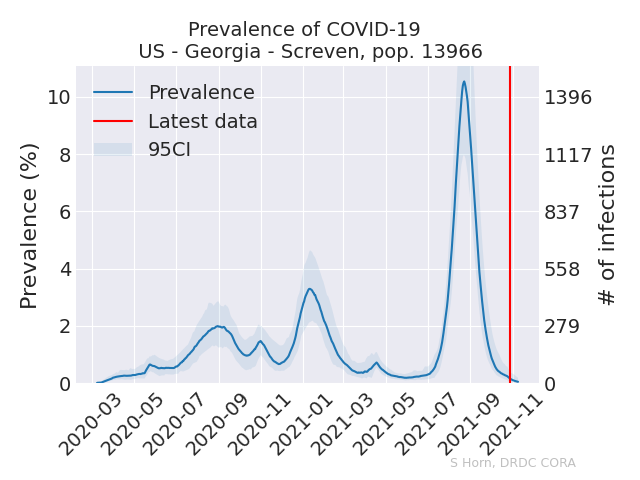 Prevalence of COVID-19
US - Georgia - Screven, pop. 13966
Prevalence
Latest data
95CI
Prevalence (%)
10
8
6
4
2
0
1396
1117
837
558
279
0
# of infections
2020-03
2020-05
2020-07
2020-09
2020-11
2021-01
2021-03
2021-05
2021-07
2021-09
2021-11
S Horn, DRDC CORA